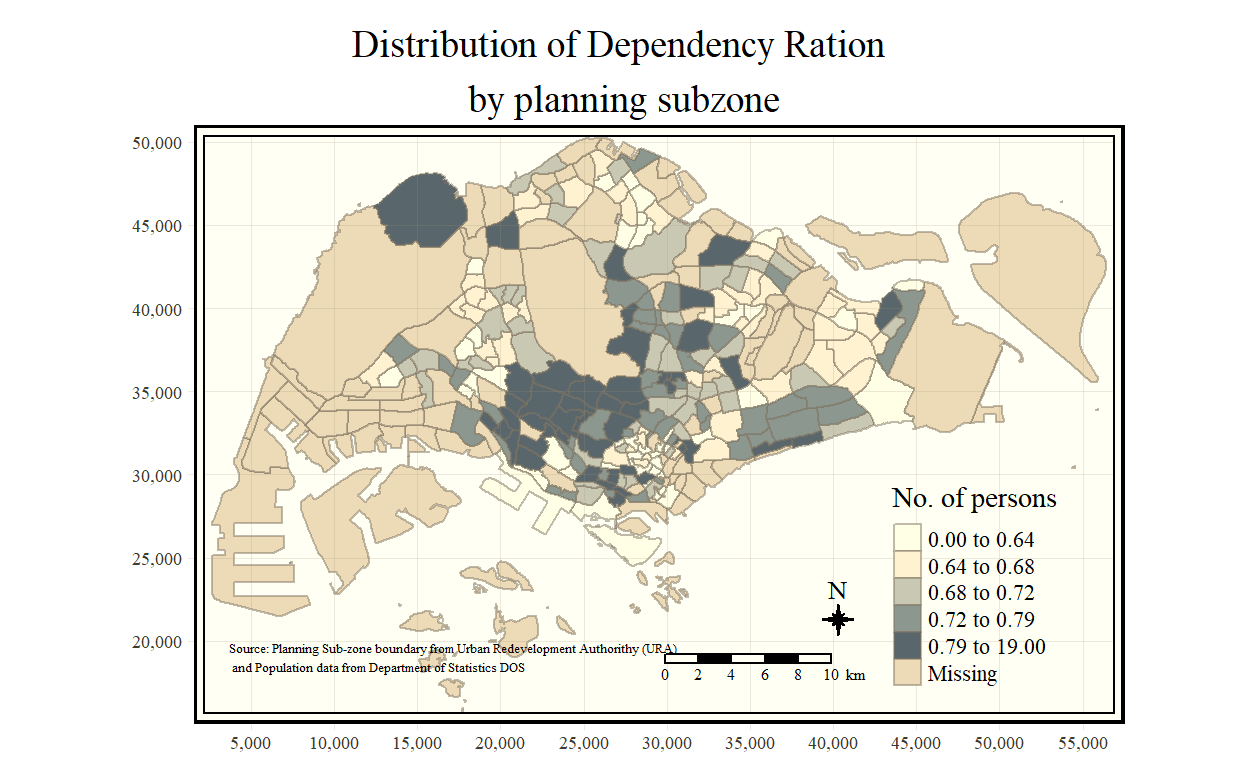 Distribution of Dependency Ration
by planning subzone
50,000
45,000
40,000
35,000
30,000
25,000
20,000
No. of persons
0.00 to 0.64
0.64 to 0.68
0.68 to 0.72
0.72 to 0.79
0.79 to 19.00
Missing
N
Source: Planning Sub-zone boundary from Urban Redevelopment Authorithy (URA)
and Population data from Department of Statistics DOS
0 2 4 6 8 10 km
5,000 10,000 15,000 20,000 25,000 30,000 35,000 40,000 45,000 50,000 55,000